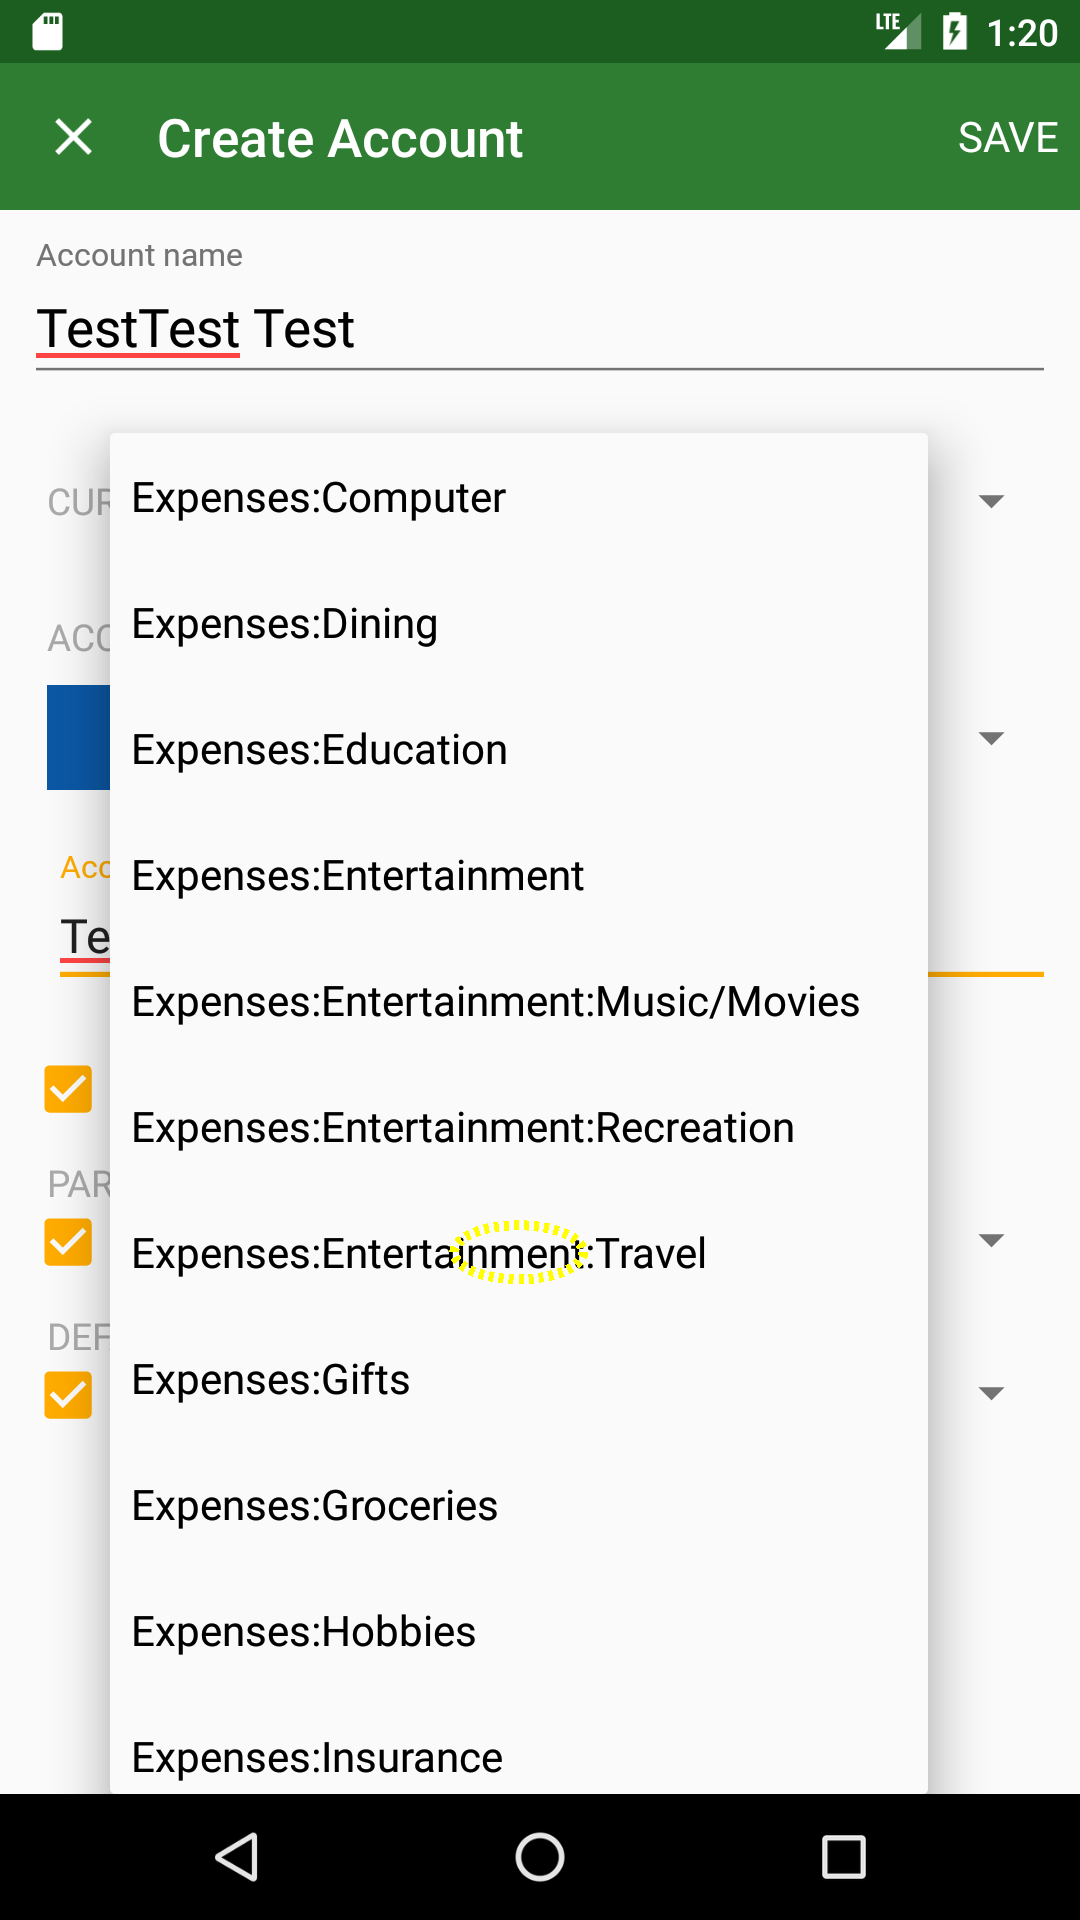 LTE 1:20
Create Account SAVE
Account name
TestTest Test
CUR
ACC
Acc
Te
PAR
DEF
Expenses:Computer
Expenses:Dining
Expenses:Education
Expenses:Entertainment
Expenses:Entertainment:Music/Movies
Expenses:Entertainment:Recreation
Expenses:Entertainment:Travel
Expenses:Gifts
Expenses:Groceries
Expenses:Hobbies
Expenses:Insurance